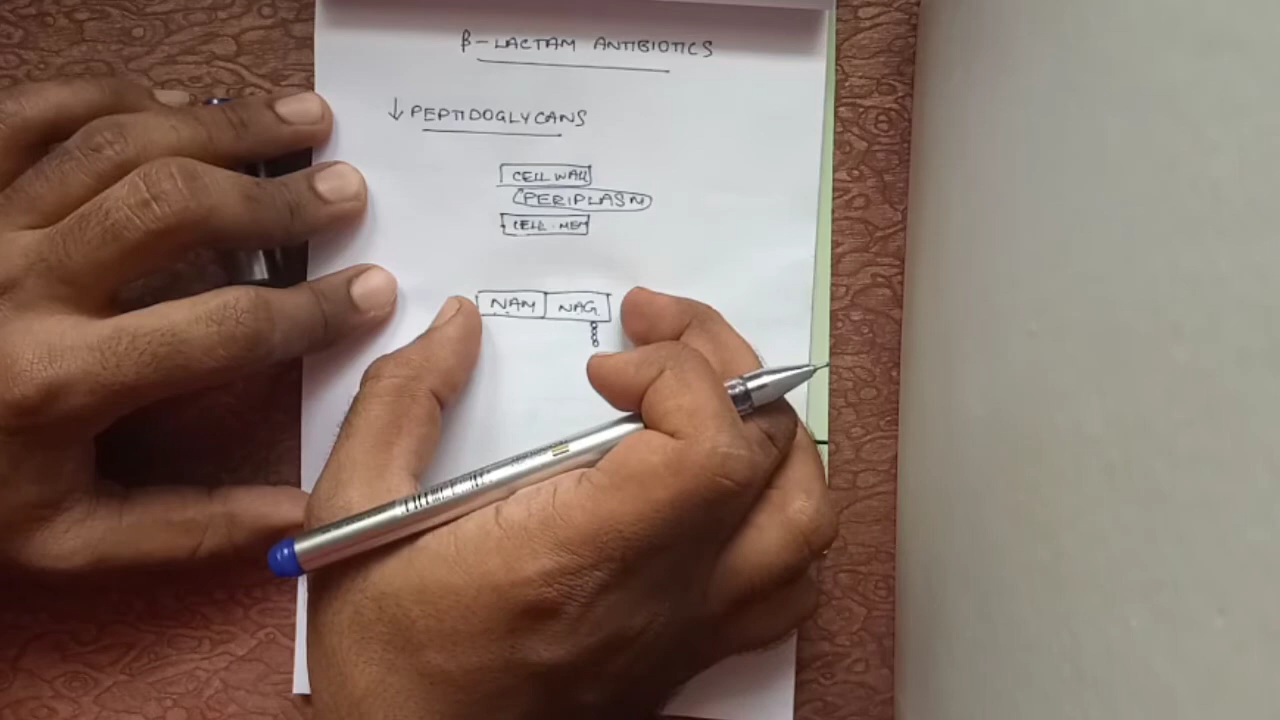 β-LACTAM ANTIBIOTICS
↓ PEPTIDOGLYCANS
CELL WALL
PERIPLASM
CELL MEM
NAM NAG